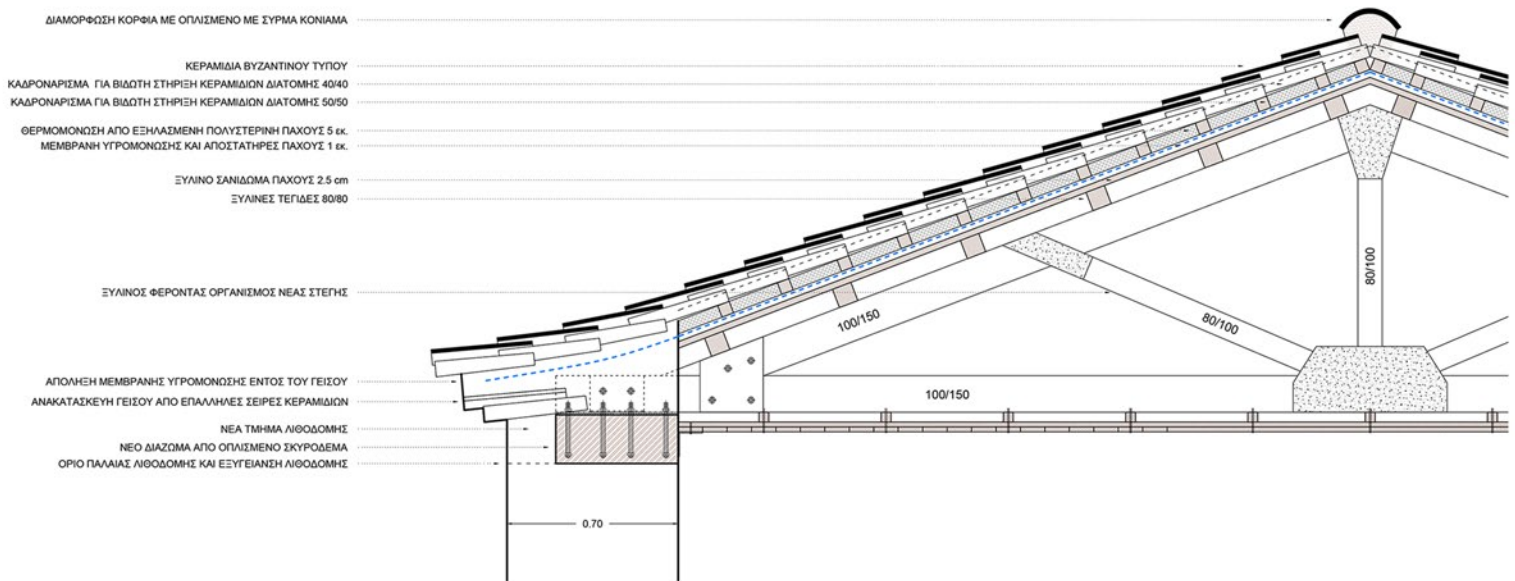 ΔΙΑΜΟΡΦΩΣΗ ΚΟΡΦΙΑ ΜΕ ΟΠΛΙΣΜΕΝΟ ΜΕ ΣΥΡΜΑ ΚΟΝΙΑΜΑ
ΚΕΡΑΜΙΔΙΑ ΒΥΖΑΝΤΙΝΟΥ ΤΥΠΟΥ
ΚΑΔΡΟΝΑΡΙΣΜΑ ΓΙΑ ΒΙΔΩΤΗ ΣΤΗΡΙΞΗ ΚΕΡΑΜΙΔΙΩΝ ΔΙΑΤΟΜΗΣ 40/40
ΚΑΔΡΟΝΑΡΙΣΜΑ ΓΙΑ ΒΙΔΩΤΗ ΣΤΗΡΙΞΗ ΚΕΡΑΜΙΔΙΩΝ ΔΙΑΤΟΜΗΣ 50/50
ΘΕΡΜΟΜΟΝΩΣΗ ΑΠΟ ΕΞΗΛΑΣΜΕΝΗ ΠΟΛΥΣΤΕΡΙΝΗ ΠΑΧΟΥΣ 5 εκ.
ΜΕΜΒΡΑΝΗ ΥΓΡΟΜΟΝΩΣΗΣ ΚΑΙ ΑΠΟΣΤΑΤΗΡΕΣ ΠΑΧΟΥΣ 1 εκ.
ΞΥΛΙΝΟ ΣΑΝΙΔΩΜΑ ΠΑΧΟΥΣ 2.5 cm
ΞΥΛΙΝΕΣ ΤΕΓΙΔΕΣ 80/80
ΞΥΛΙΝΟΣ ΦΕΡΟΝΤΑΣ ΟΡΓΑΝΙΣΜΟΣ ΝΕΑΣ ΣΤΕΓΗΣ
80/100
100/150
80/100
ΑΠΟΛΗΞΗ ΜΕΜΒΡΑΝΗΣ ΥΓΡΟΜΟΝΩΣΗΣ ΕΝΤΟΣ ΤΟΥ ΓΕΙΣΟΥ
ΑΝΑΚΑΤΑΣΚΕΥΗ ΓΕΙΣΟΥ ΑΠΟ ΕΠΑΛΛΗΛΕΣ ΣΕΙΡΕΣ ΚΕΡΑΜΙΔΙΩΝ
100/150
ΝΕΑ ΤΜΗΜΑ ΛΙΘΟΔΟΜΗΣ
ΝΕΟ ΔΙΑΖΩΜΑ ΑΠΟ ΟΠΛΙΣΜΕΝΟ ΣΚΥΡΟΔΕΜΑ
ΟΡΙΟ ΠΑΛΑΙΑΣ ΛΙΘΟΔΟΜΗΣ ΚΑΙ ΕΞΥΓΕΙΑΝΣΗ ΛΙΘΟΔΟΜΗΣ
0.70